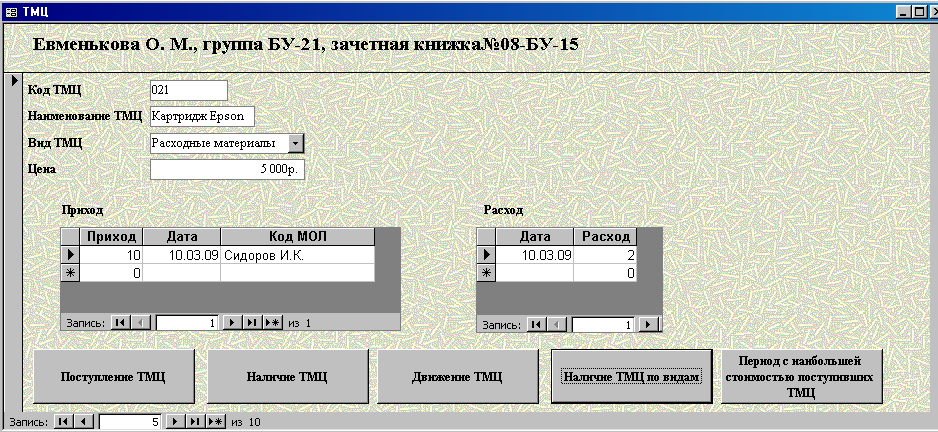 ТМЦ
Евменькова О. М., группа БУ-21, зачетная книжка№08-БУ-15
Код ТМЦ 021
Наименование ТМЦ Картридж Epson
Вид ТМЦ Расходные материалы
Цена 5 000р.
Приход Расход
Приход Дата Код МОЛ Дата Расход
10 10.03.09 Сидоров И.К. 10.03.09 2
0 0
Запись: 1 из 1 Запись: 1
Поступление ТМЦ Наличие ТМЦ Движение ТМЦ Наличие ТМЦ по видам Период с наибольшей
стоимостью поступивших
ТМЦ
Запись: 5 из 10